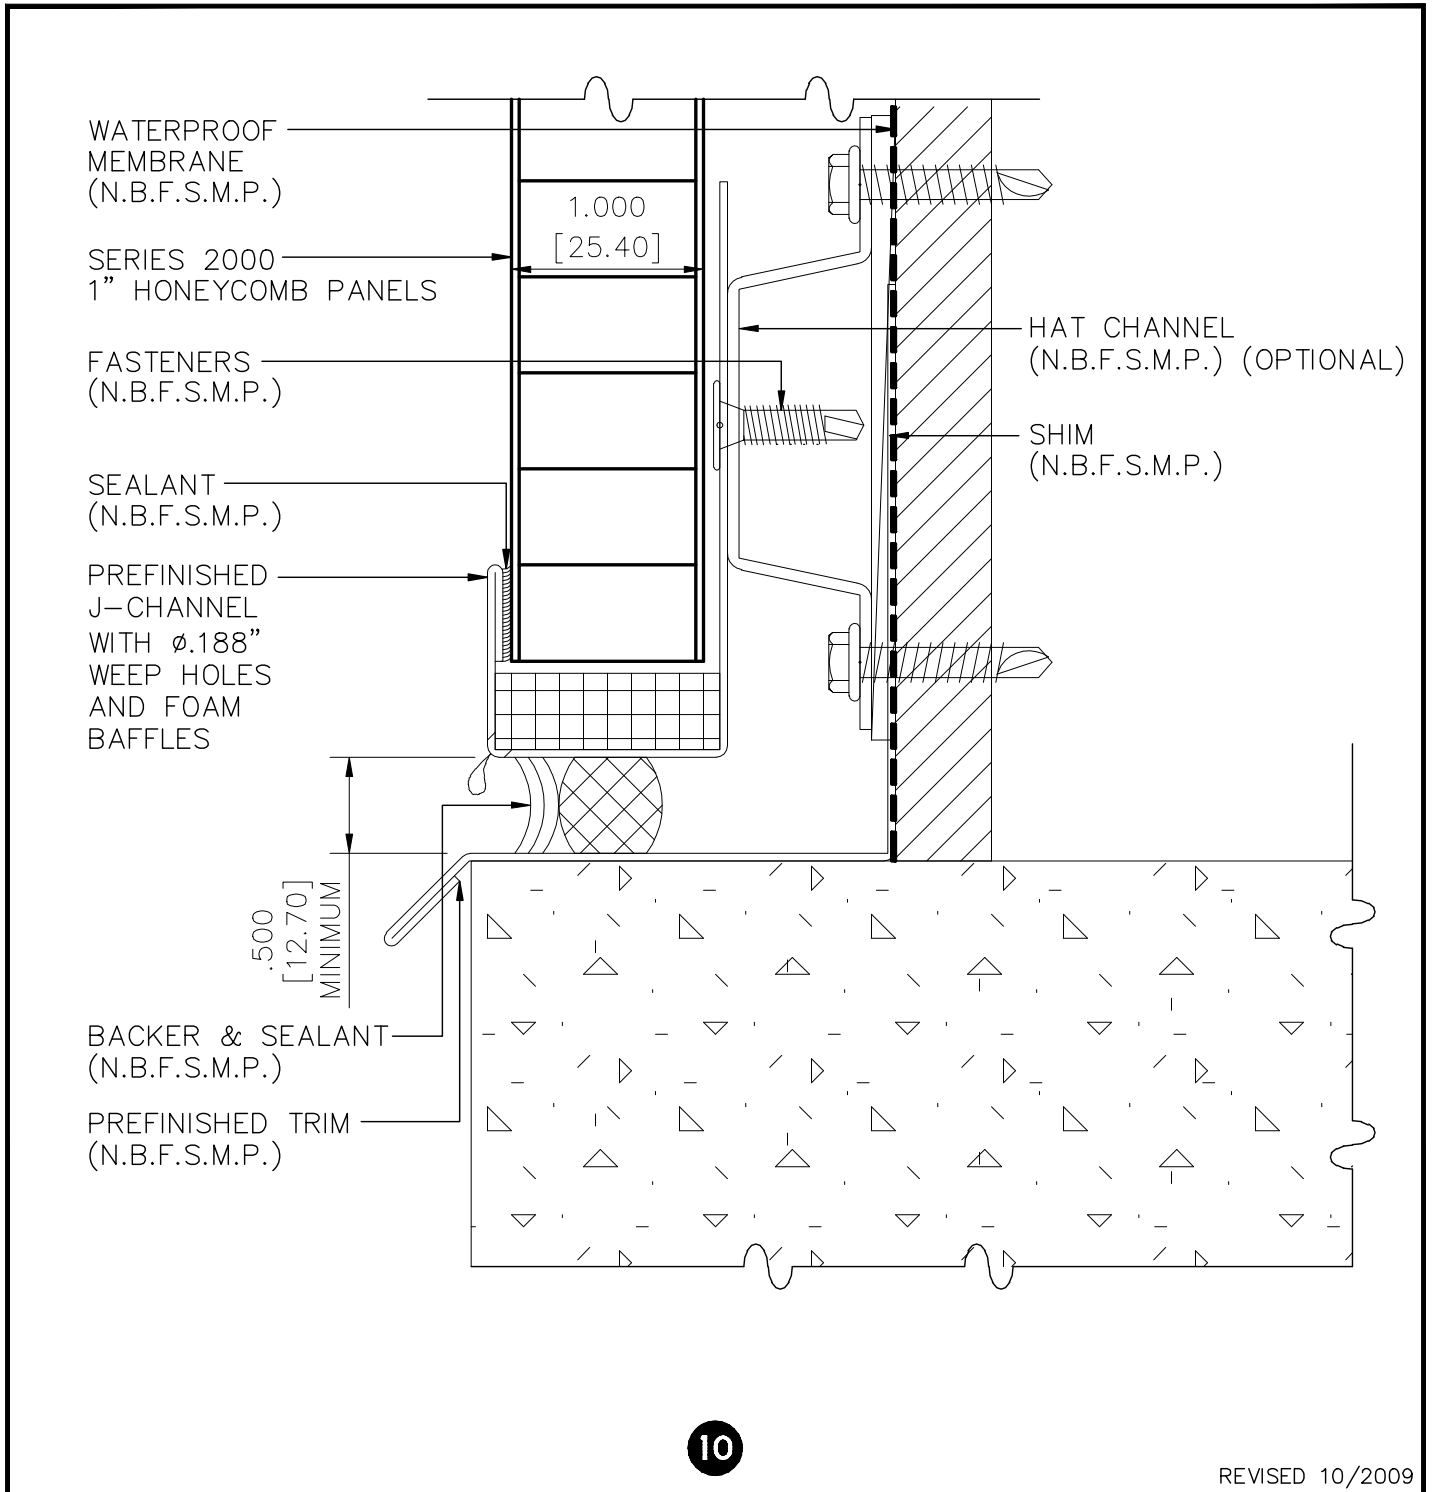 WATERPROOF
MEMBRANE
(N.B.F.S.M.P.)
1.000
[25.40]
SERIES 2000
1” HONEYCOMB PANELS
HAT CHANNEL
(N.B.F.S.M.P.) (OPTIONAL)
FASTENERS
(N.B.F.S.M.P.)
SHIM
(N.B.F.S.M.P.)
SEALANT
(N.B.F.S.M.P.)
PREFINISHED
J-CHANNEL
WITH ⌀.188”
WEEP HOLES
AND FOAM
BAFFLES
.500
[12.70]
MINIMUM
BACKER & SEALANT
(N.B.F.S.M.P.)
PREFINISHED TRIM
(N.B.F.S.M.P.)
10
REVISED 10/2009